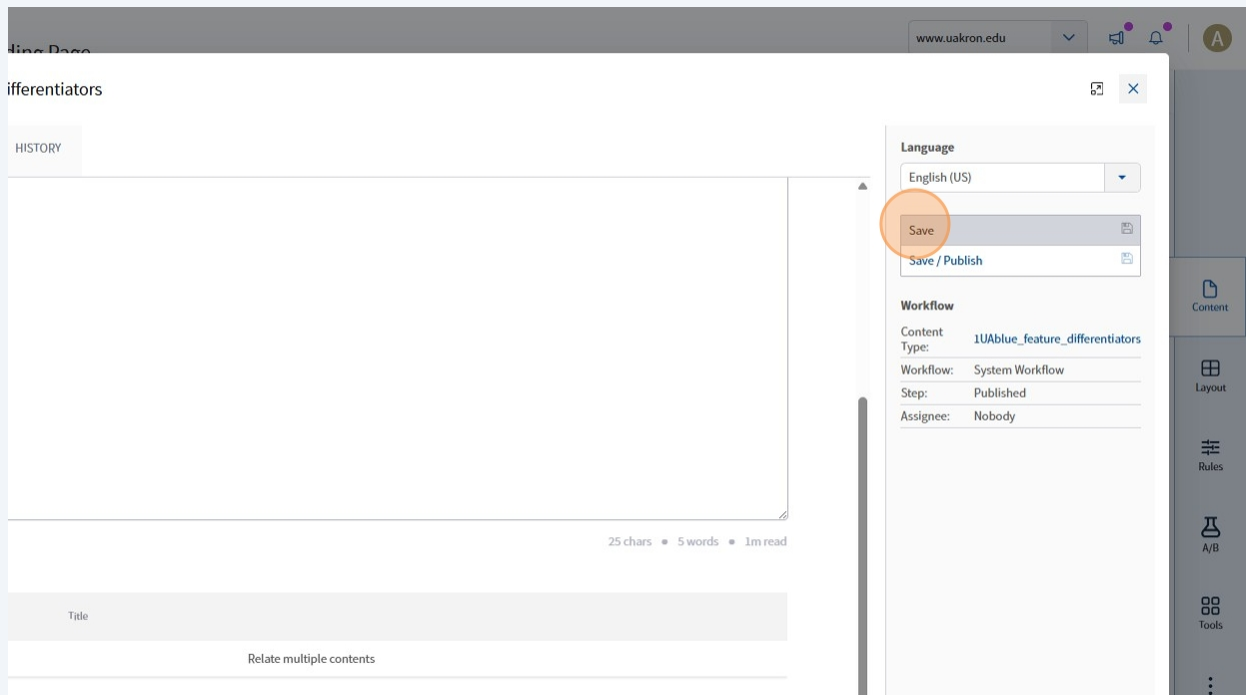 ding Page
www.uakron.edu
A
ifferentiators
HISTORY
Language
English (US)
Save
Save / Publish
Workflow
Content Type: 1UAblue_feature_differentiators
Workflow: System Workflow
Step: Published
Assignee: Nobody
25 chars • 5 words • 1m read
Title
Relate multiple contents
Content
Layout
Rules
A/B
Tools